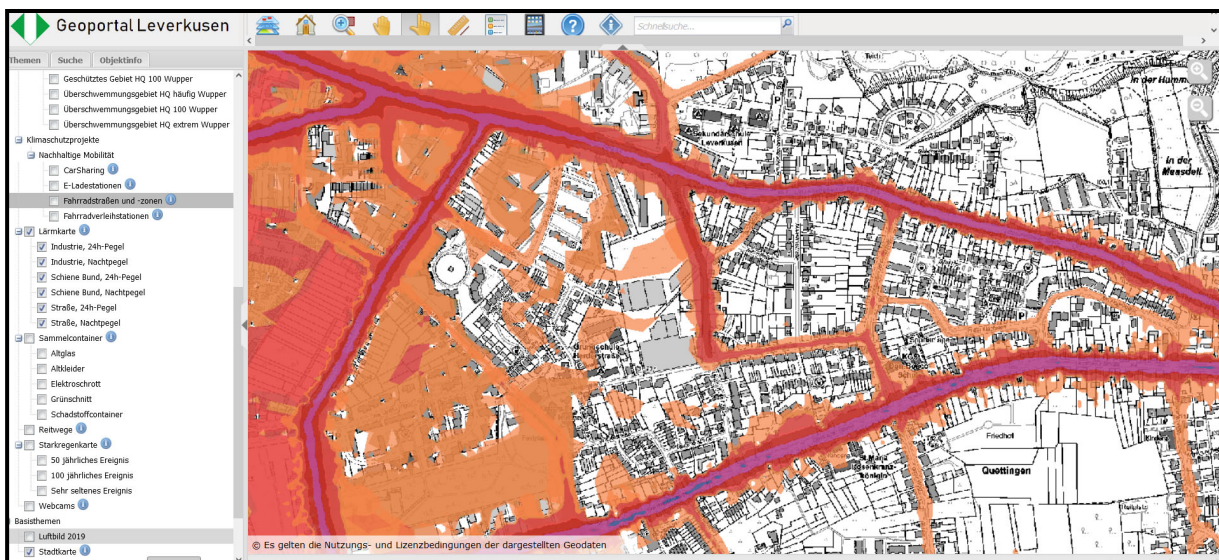 Geoportal Leverkusen
Schnellsuche...
Themen Suche Objektinfo
Geschütztes Gebiet HQ 100 Wupper
Überschwemmungsgebiet HQ häufig Wupper
Überschwemmungsgebiet HQ 100 Wupper
Überschwemmungsgebiet HQ extrem Wupper
Klimaschutzprojekte
Nachhaltige Mobilität
CarSharing
E-Ladestationen
Fahrradstraßen und -zonen
Fahrradverleihstationen
Lärmkarte
Industrie, 24h-Pegel
Industrie, Nachtpegel
Schiene Bund, 24h-Pegel
Schiene Bund, Nachtpegel
Straße, 24h-Pegel
Straße, Nachtpegel
Sammelcontainer
Altglas
Altkleider
Elektroschrott
Grünschnitt
Schadstoffcontainer
Reitwege
Starkregenkarte
50 jährliches Ereignis
100 jährliches Ereignis
Sehr seltenes Ereignis
Webcams
Basisthemen
Luftbild 2019
Stadtkarte
Sekundarschule
Leverkusen
in der
Meesdell
Friedhof
Quettingen
© Es gelten die Nutzungs- und Lizenzbedingungen der dargestellten Geodaten